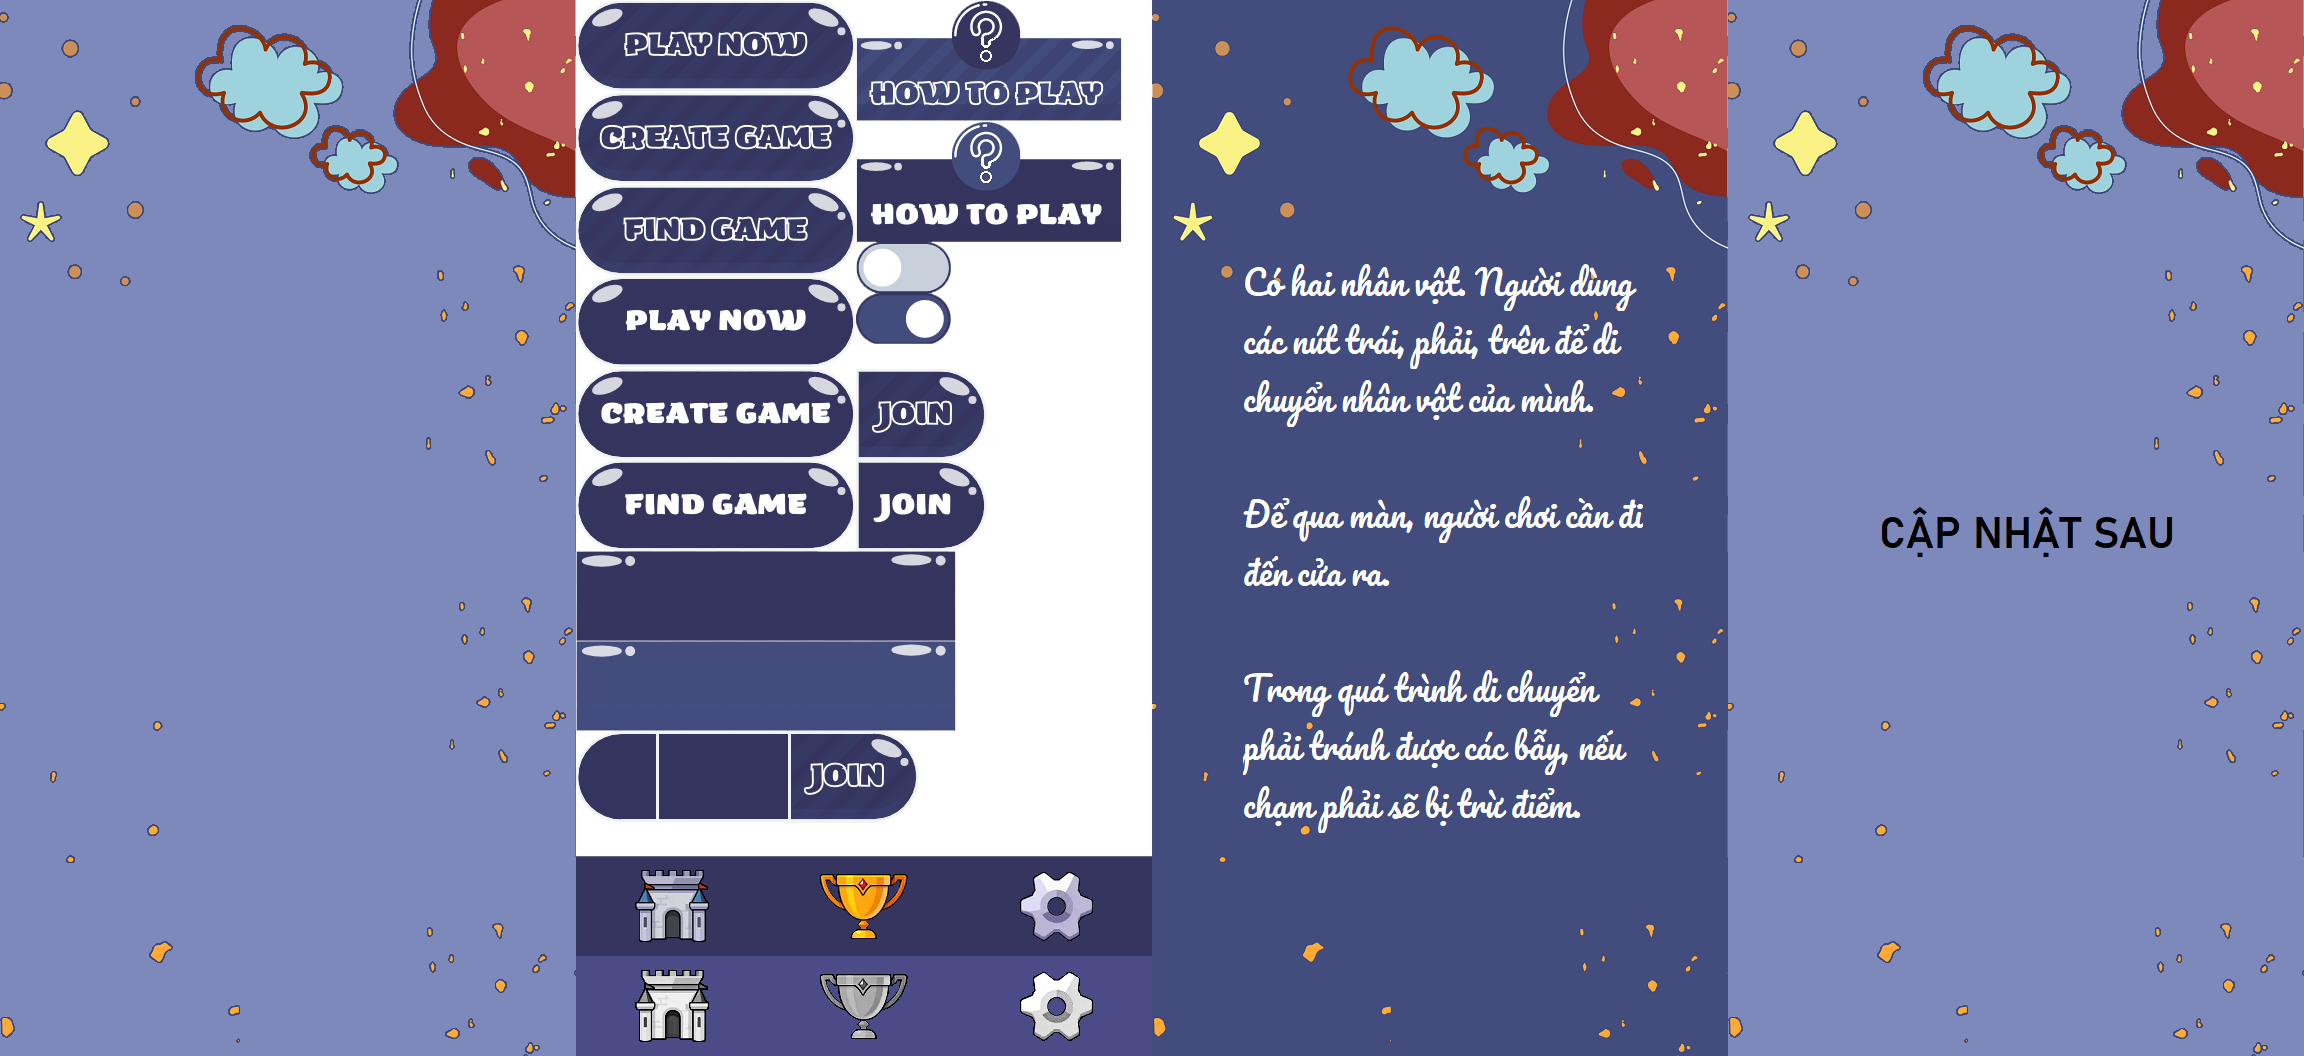 PLAY NOW
CREATE GAME
FIND GAME
PLAY NOW
CREATE GAME
FIND GAME
?
HOW TO PLAY
?
HOW TO PLAY
JOIN
JOIN
JOIN
Có hai nhân vật. Người dùng
các nút trái, phải, trên để di
chuyển nhân vật của mình.
Để qua màn, người chơi cần đi
đến cửa ra.
Trong quá trình di chuyển
phải tránh được các bẫy, nếu
chạm phải sẽ bị trừ điểm.
CẬP NHẬT SAU